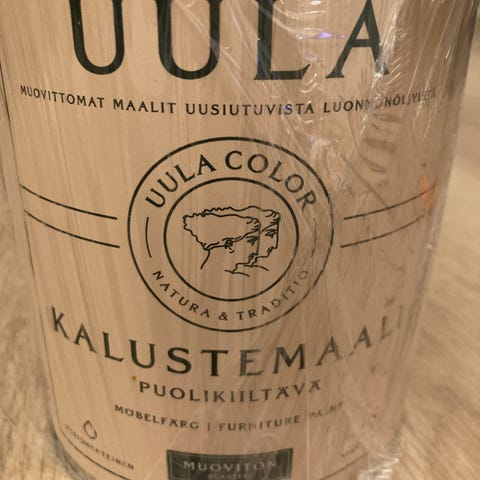 UULA
MUOVITTOMAT MAALIT UUSIUTUVISTA LUONNONÖLJYISTÄ
UULA COLOR
NATURA & TRADITIO
KALUSTEMAALI
PUOLIKIILTÄVÄ
MÖBELFÄRG | FURNITURE PAINT
MUOVITON